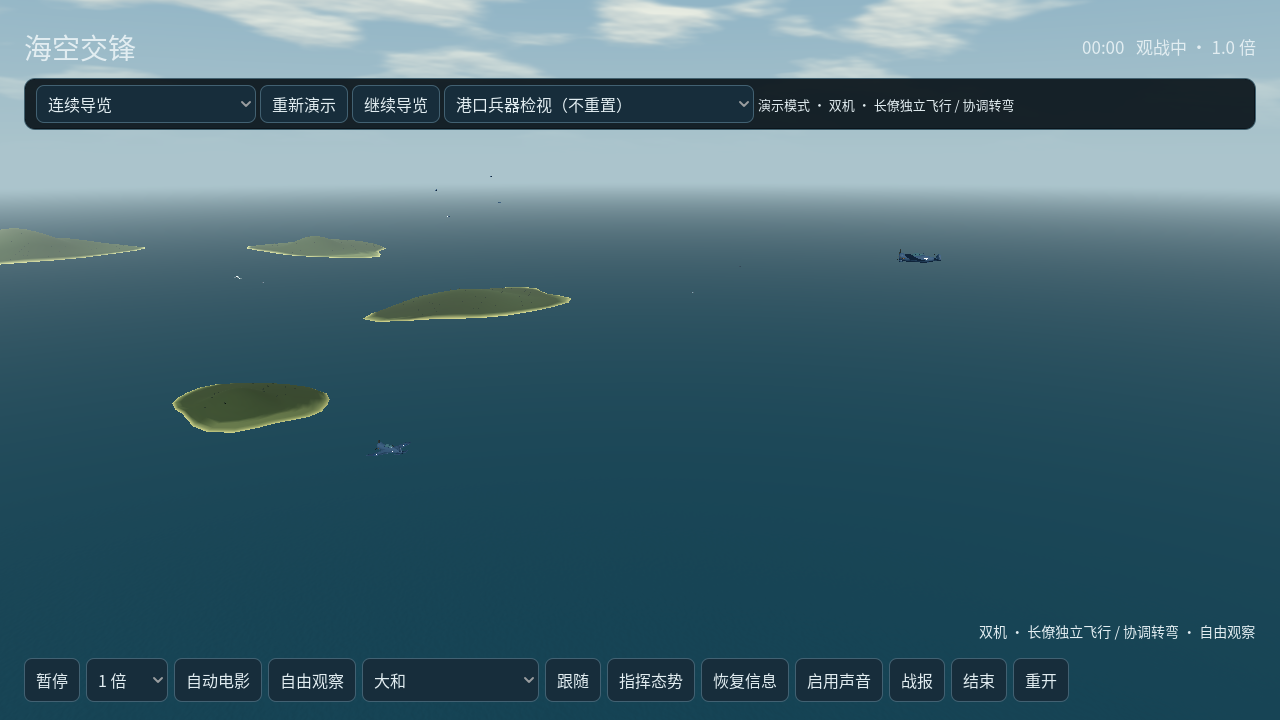 海空交锋
00:00 观战中 · 1.0 倍
连续导览 重新演示 继续导览 港口兵器检视（不重置） 演示模式 · 双机 · 长僚独立飞行 / 协调转弯
双机 · 长僚独立飞行 / 协调转弯 · 自由观察
暂停 1 倍 自动电影 自由观察 大和 跟随 指挥态势 恢复信息 启用声音 战报 结束 重开